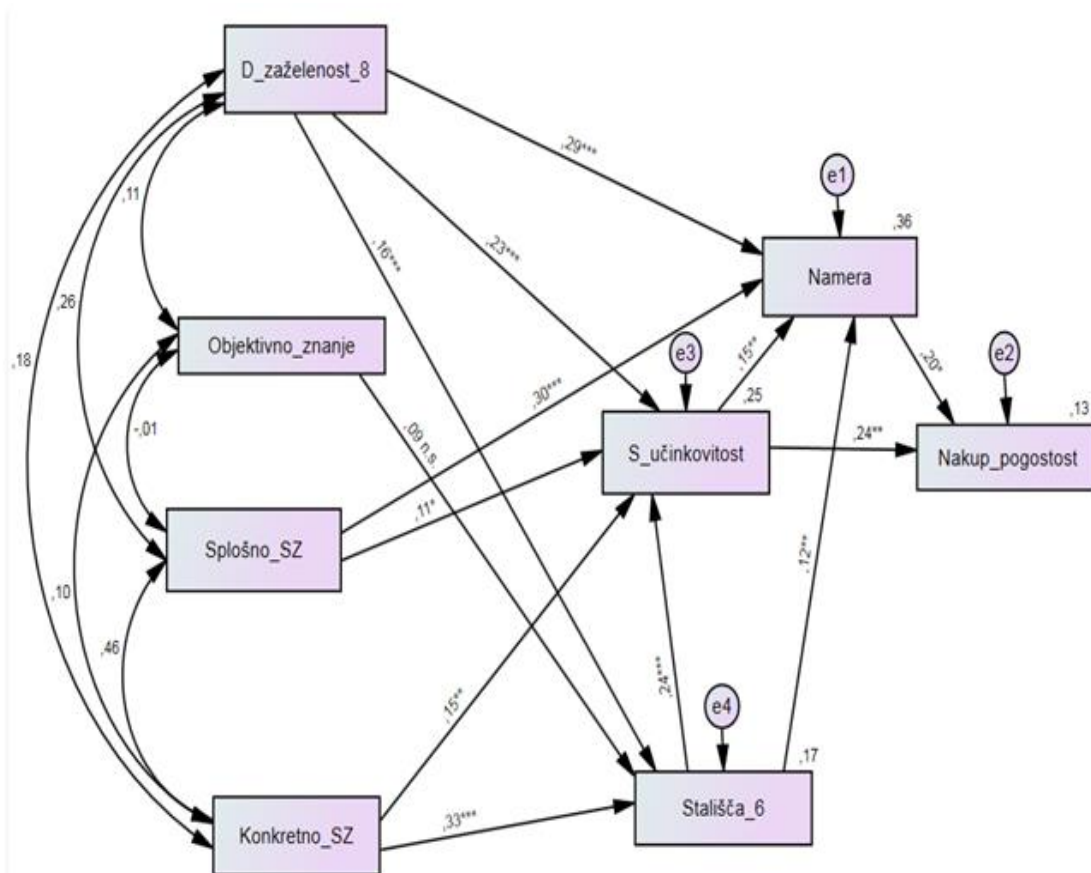 D_zaželenost_8
,29***
e1
,36
Namera
,11
,16***
,23***
,26
,18
Objektivno_znanje
,30***
e3
,15**
,20*
e2
,25
,13
-,01
,09 n.s.
S_učinkovitost
,24**
Nakup_pogostost
,11*
Splošno_SZ
,12**
,10
,46
,15**
,24***
e4
,17
Stališča_6
,33***
Konkretno_SZ